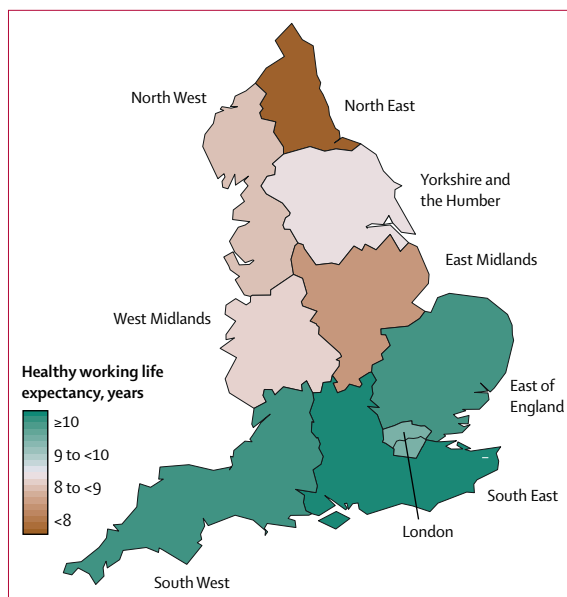 North West
North East
Yorkshire and
the Humber
East Midlands
West Midlands
Healthy working life
expectancy, years
≥10
9 to <10
8 to <9
<8
East of
England
South East
London
South West